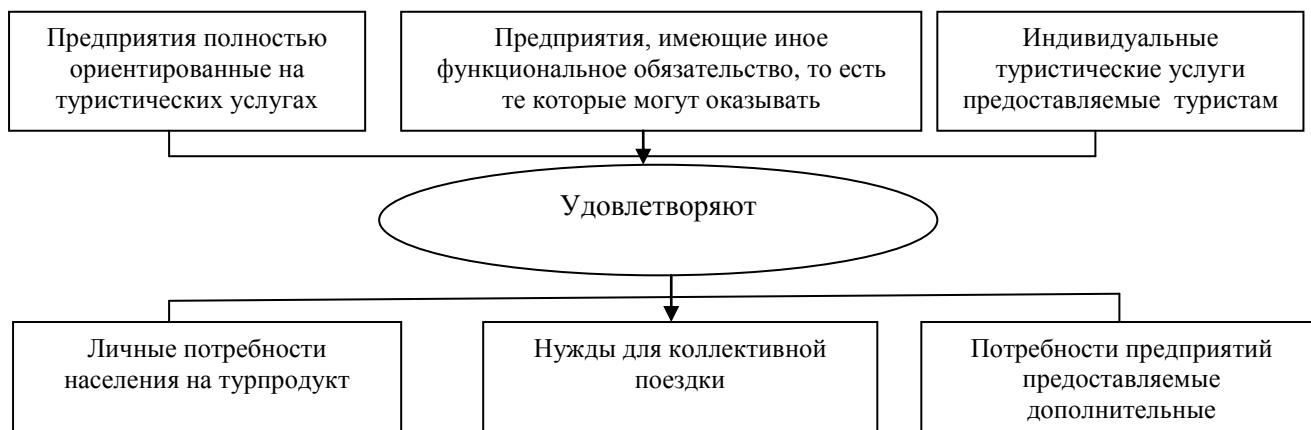 Предприятия полностью
ориентированные на
туристических услугах
Предприятия, имеющие иное
функциональное обязательство, то есть
те которые могут оказывать
Индивидуальные
туристические услуги
предоставляемые туристам
Удовлетворяют
Личные потребности
населения на турпродукт
Нужды для коллективной
поездки
Потребности предприятий
предоставляемые
дополнительные